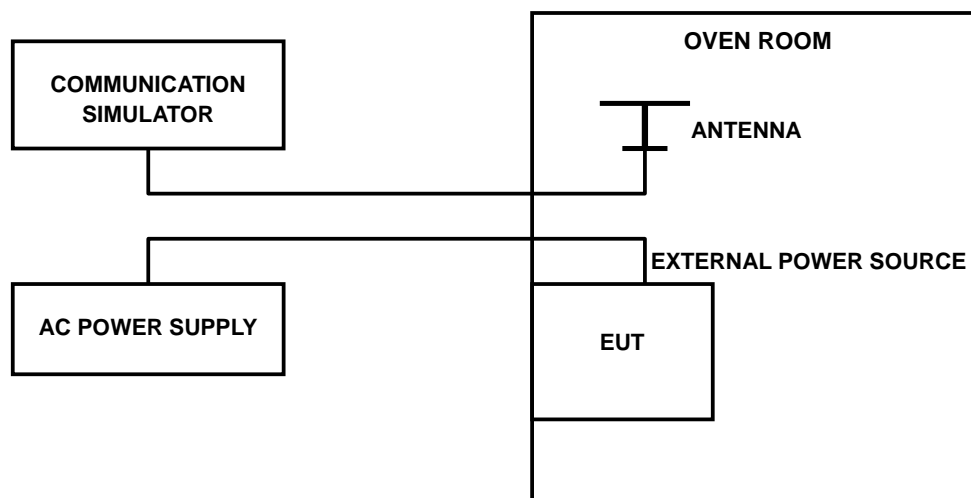 OVEN ROOM
COMMUNICATION
SIMULATOR
ANTENNA
EXTERNAL POWER SOURCE
AC POWER SUPPLY
EUT